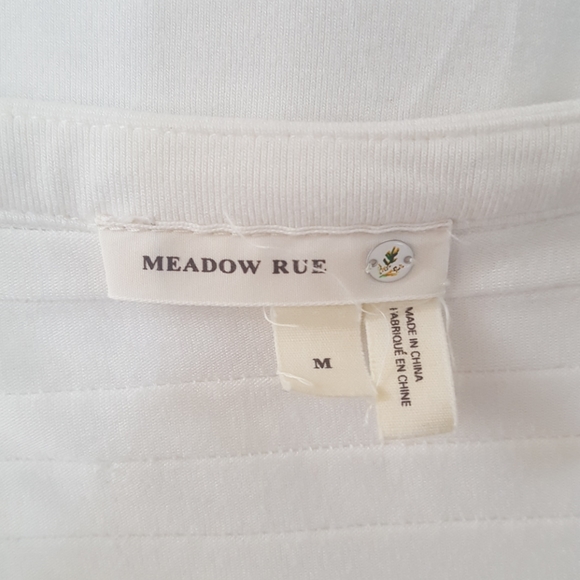 MEADOW RUE
M
MADE IN CHINA
FABRIQUÉ EN CHINE